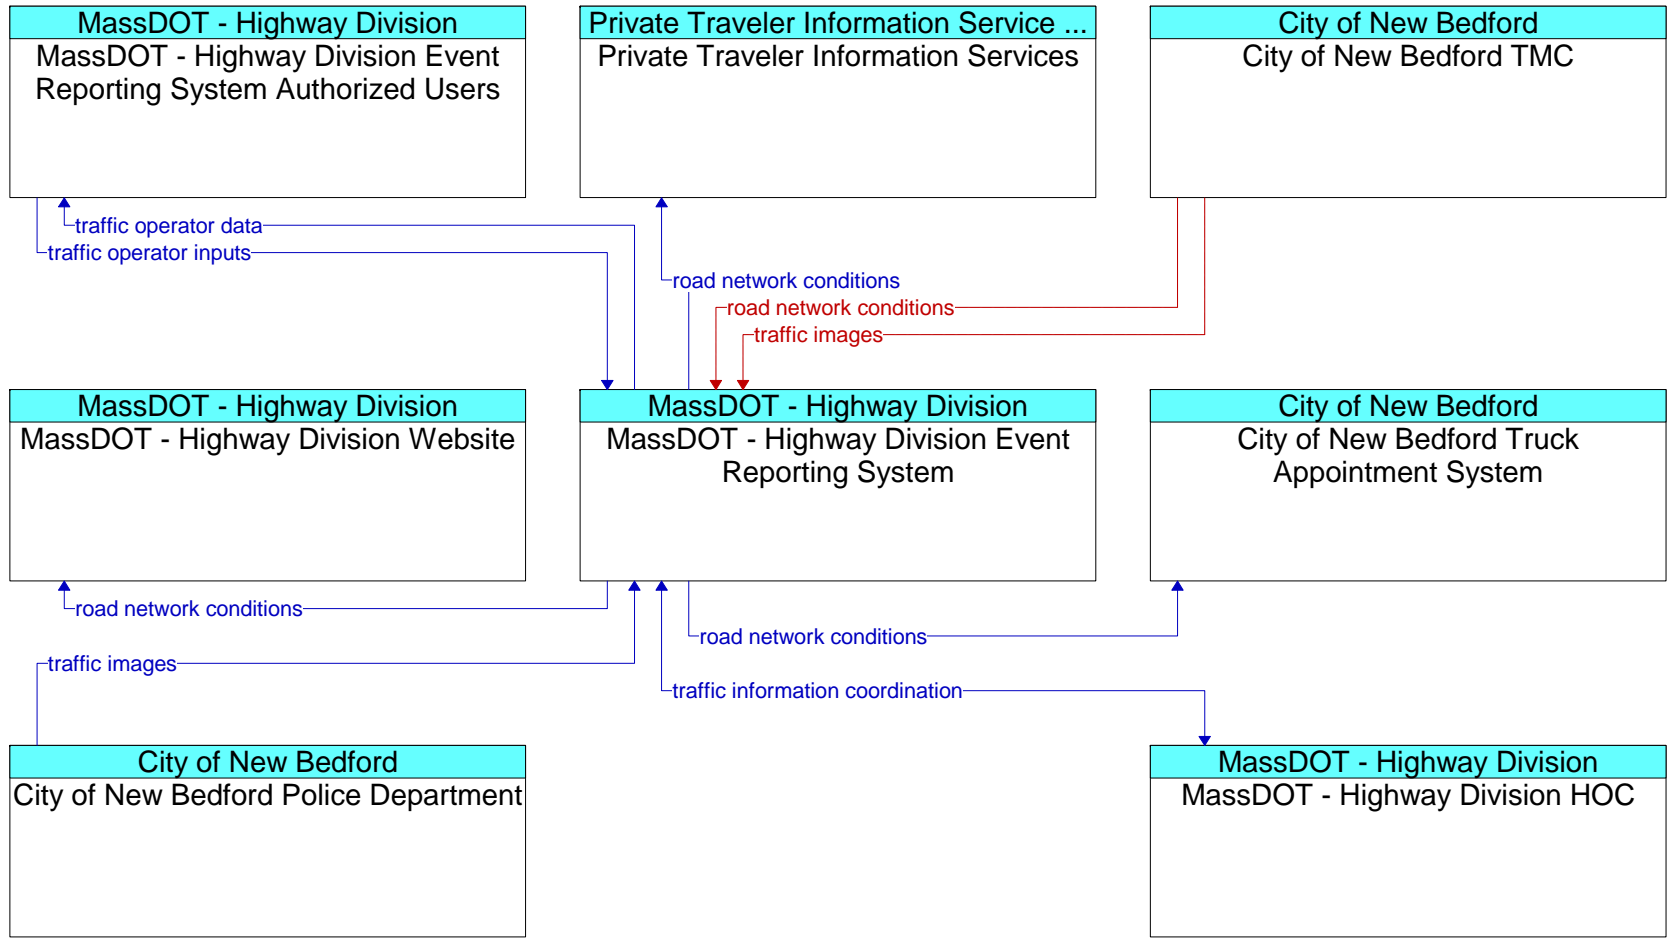 MassDOT - Highway Division
MassDOT - Highway Division Event
Reporting System Authorized Users
Private Traveler Information Service ...
Private Traveler Information Services
City of New Bedford
City of New Bedford TMC
traffic operator data
traffic operator inputs
road network conditions
road network conditions
traffic images
MassDOT - Highway Division
MassDOT - Highway Division Website
MassDOT - Highway Division
MassDOT - Highway Division Event
Reporting System
City of New Bedford
City of New Bedford Truck
Appointment System
road network conditions
road network conditions
traffic images
traffic information coordination
City of New Bedford
City of New Bedford Police Department
MassDOT - Highway Division
MassDOT - Highway Division HOC